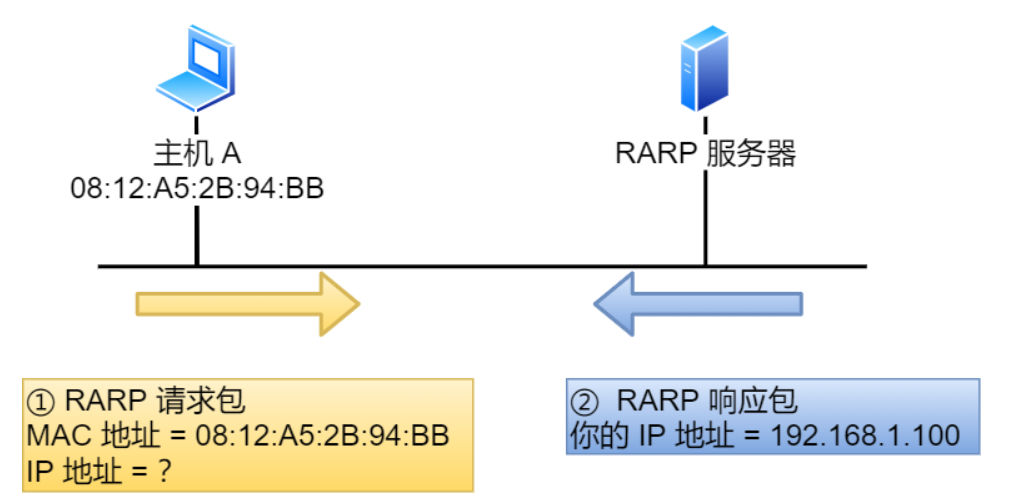 主机 A
08:12:A5:2B:94:BB
RARP 服务器
① RARP 请求包
MAC 地址 = 08:12:A5:2B:94:BB
IP 地址 = ?
② RARP 响应包
你的 IP 地址 = 192.168.1.100